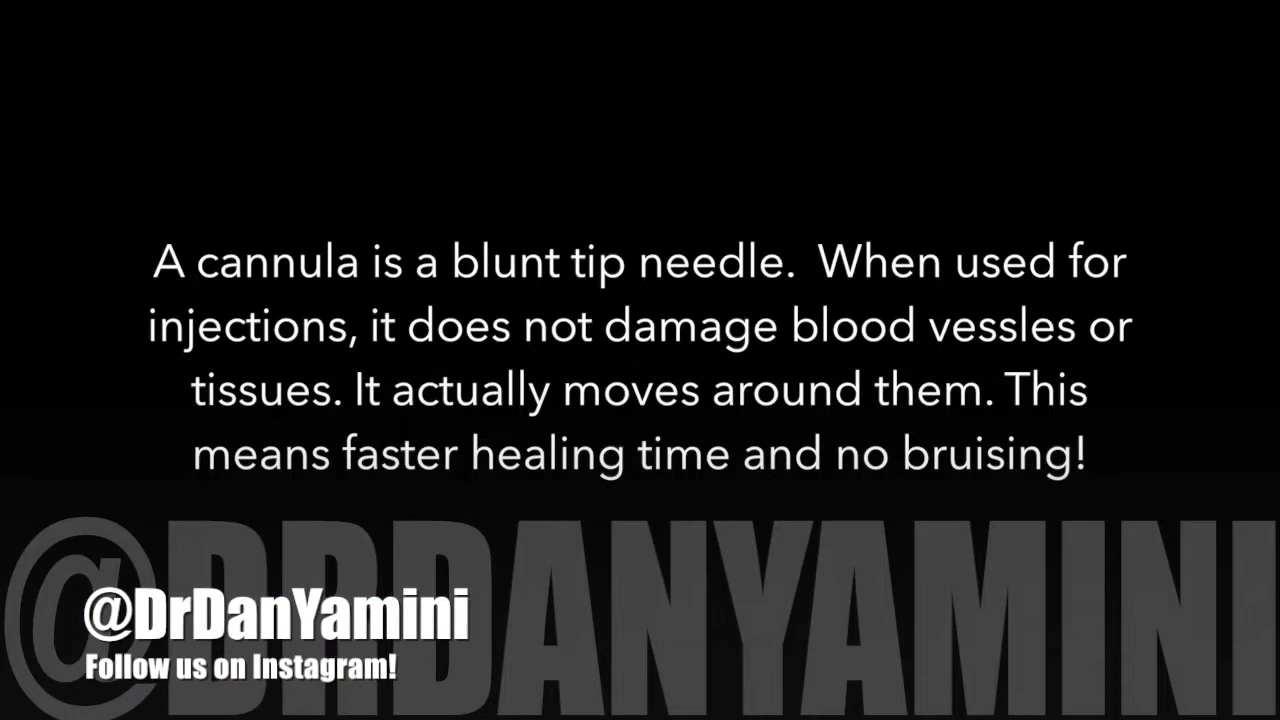 A cannula is a blunt tip needle.  When used for
injections, it does not damage blood vessles or
tissues. It actually moves around them. This
means faster healing time and no bruising!
@DRDANYAMINI
@DrDanYamini
Follow us on Instagram!